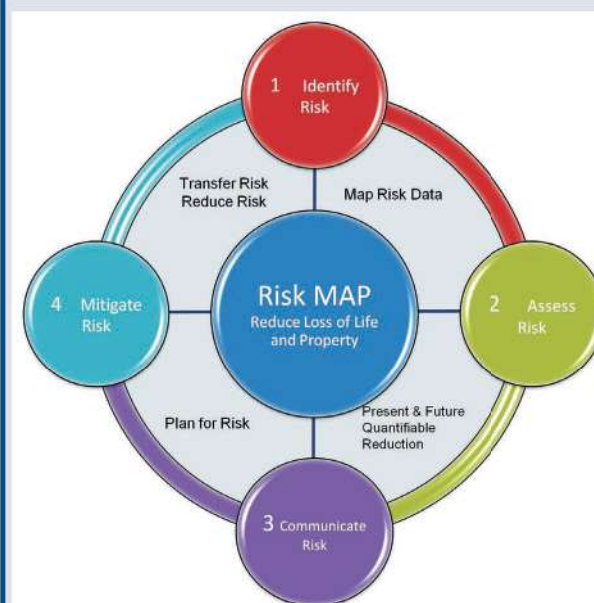 1 Identify
Risk
Transfer Risk
Reduce Risk
Map Risk Data
4 Mitigate
Risk
Risk MAP
Reduce Loss of Life
and Property
2 Assess
Risk
Plan for Risk
Present & Future
Quantifiable
Reduction
3 Communicate
Risk